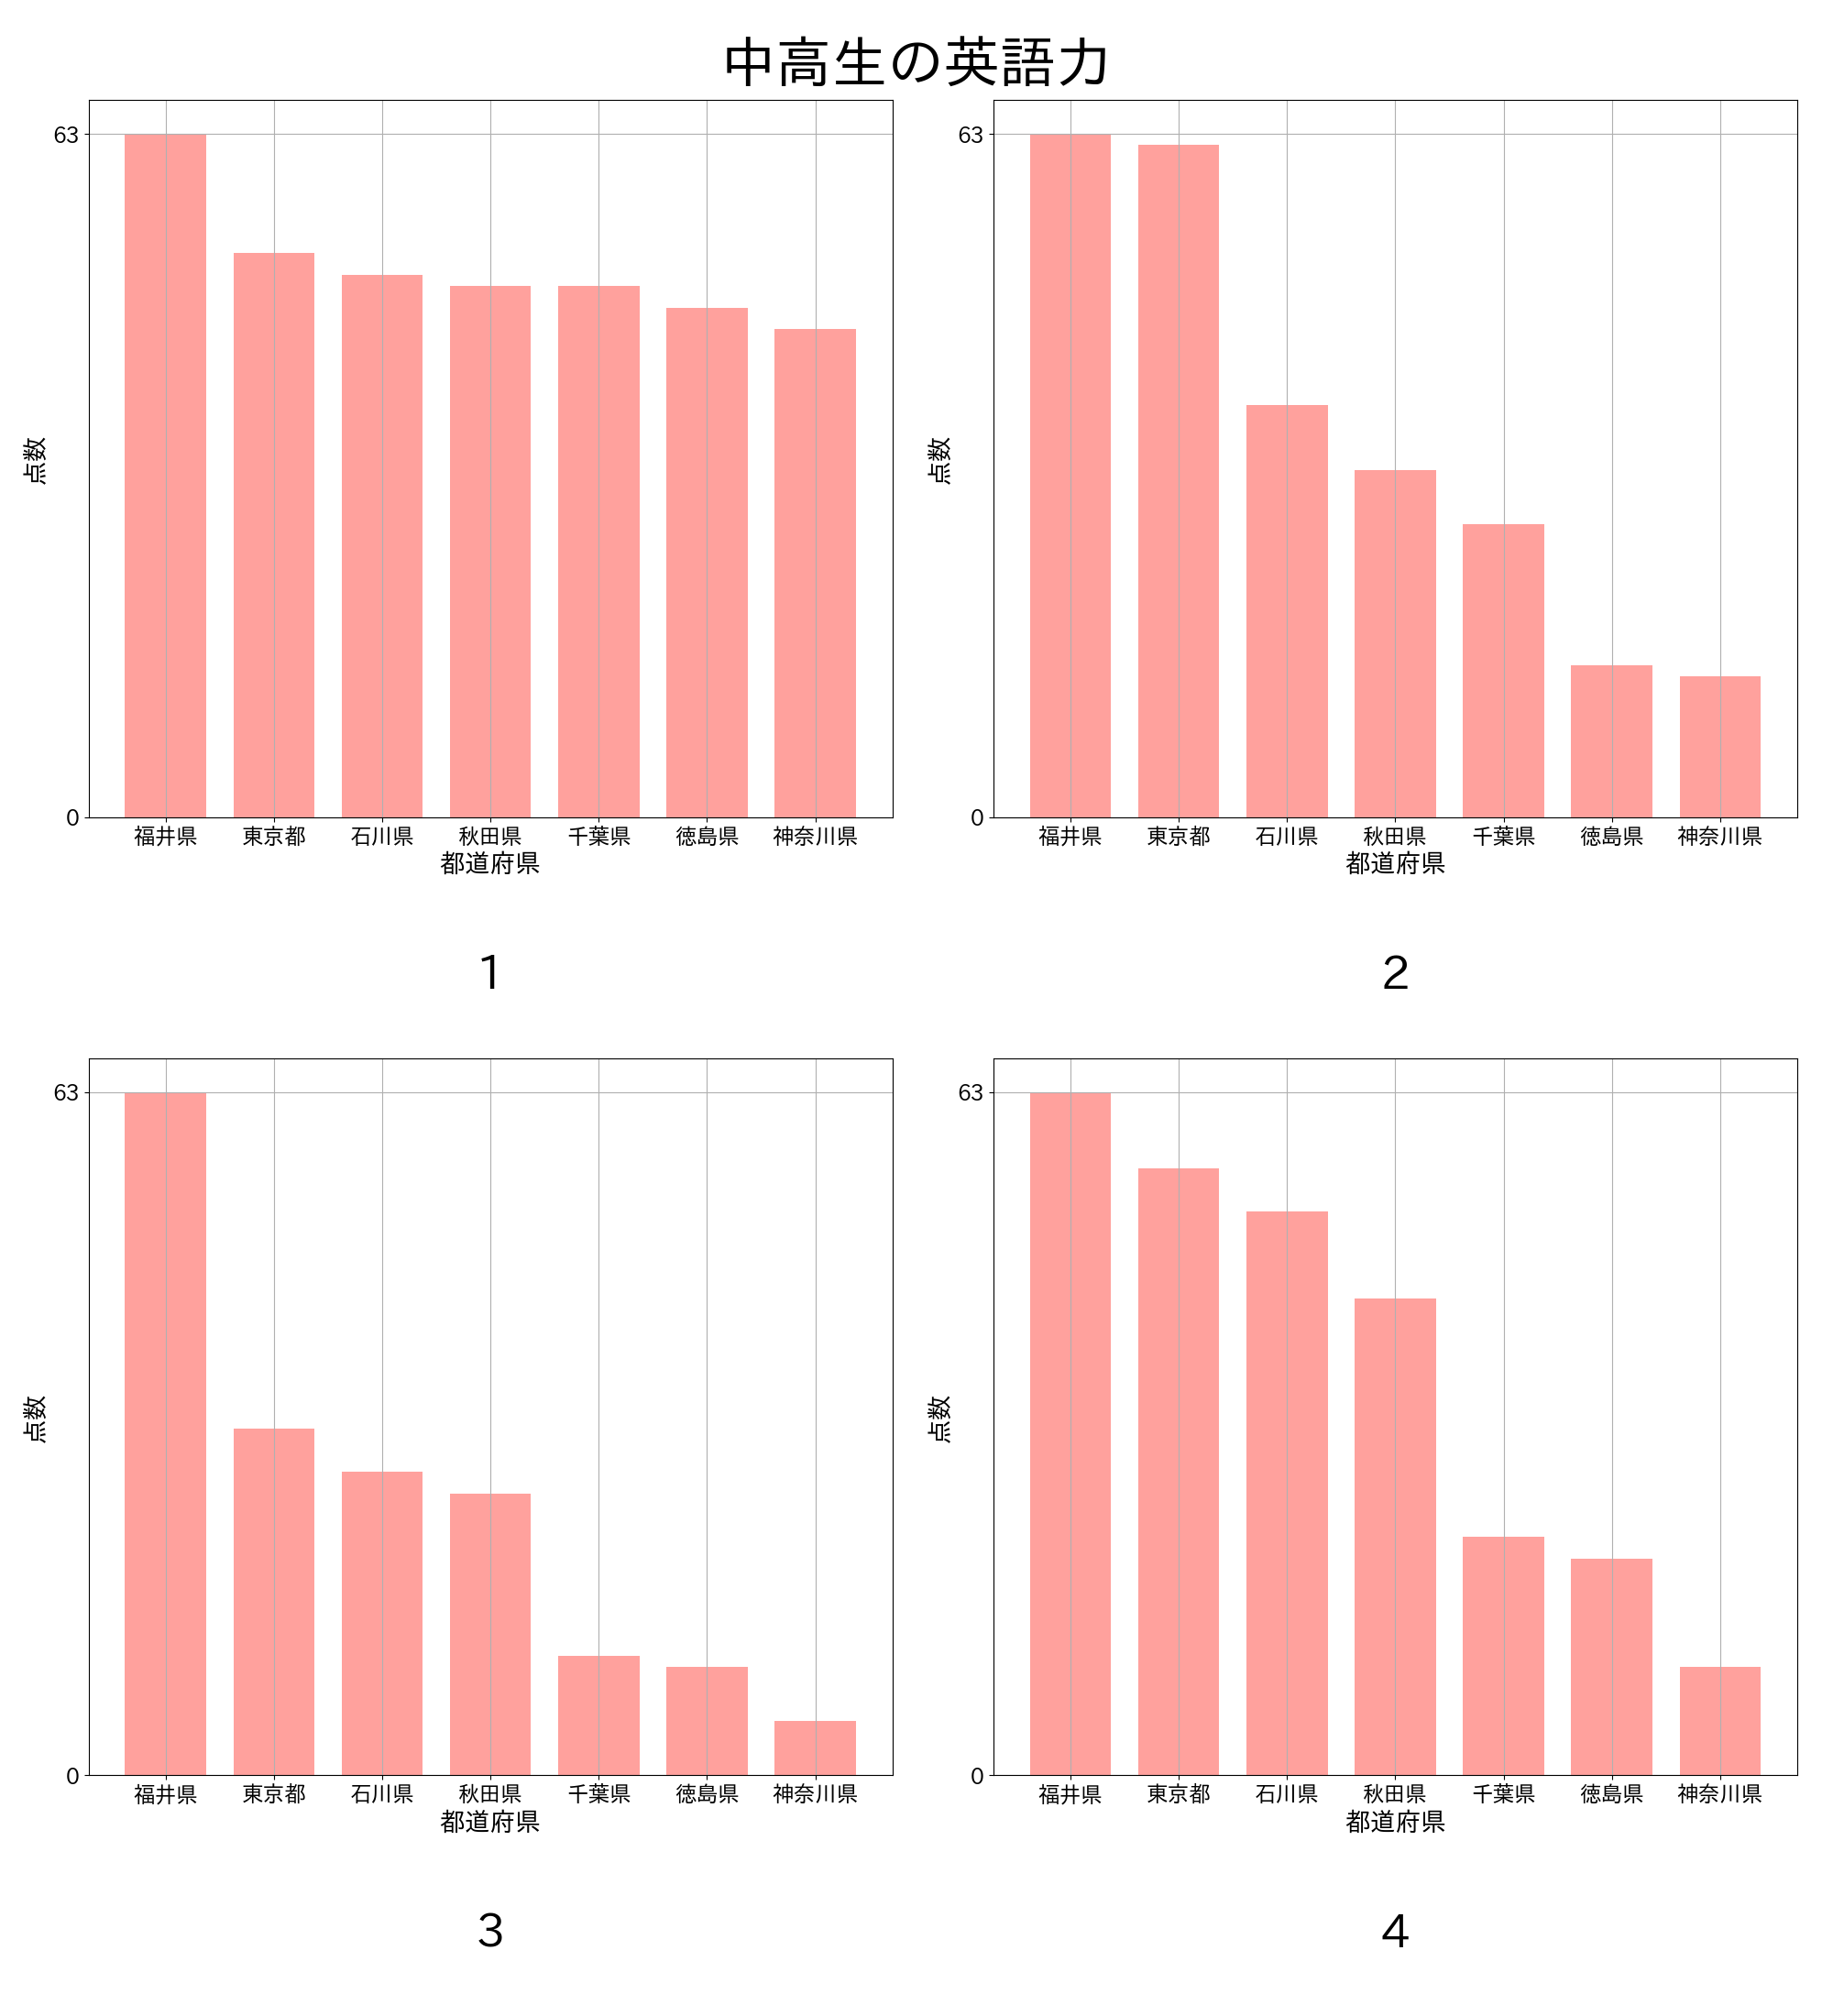 中高生の英語力
63
0
点数
福井県 東京都 石川県 秋田県 千葉県 徳島県 神奈川県
都道府県
1
63
0
点数
福井県 東京都 石川県 秋田県 千葉県 徳島県 神奈川県
都道府県
2
63
0
点数
福井県 東京都 石川県 秋田県 千葉県 徳島県 神奈川県
都道府県
3
63
0
点数
福井県 東京都 石川県 秋田県 千葉県 徳島県 神奈川県
都道府県
4